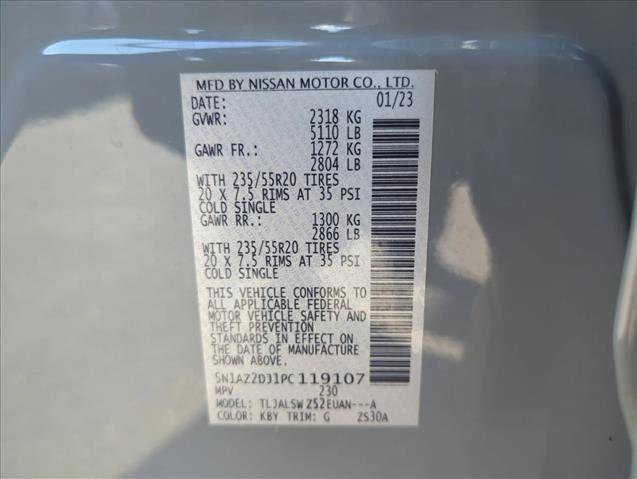 MFD BY NISSAN MOTOR CO., LTD.
DATE: 01/23
GVWR: 2318 KG
5110 LB
GAWR FR.: 1272 KG
2804 LB
WITH 235/55R20 TIRES
20 X 7.5 RIMS AT 35 PSI
COLD SINGLE
GAWR RR.: 1300 KG
2866 LB
WITH 235/55R20 TIRES
20 X 7.5 RIMS AT 35 PSI
COLD SINGLE
THIS VEHICLE CONFORMS TO
ALL APPLICABLE FEDERAL
MOTOR VEHICLE SAFETY AND
THEFT PREVENTION
STANDARDS IN EFFECT ON
THE DATE OF MANUFACTURE
SHOWN ABOVE.
5N1AZ2DJ1PC119107
MPV 230
MODEL: TLJALSWZ52EUAN---A
COLOR: KBY TRIM: G ZS30A